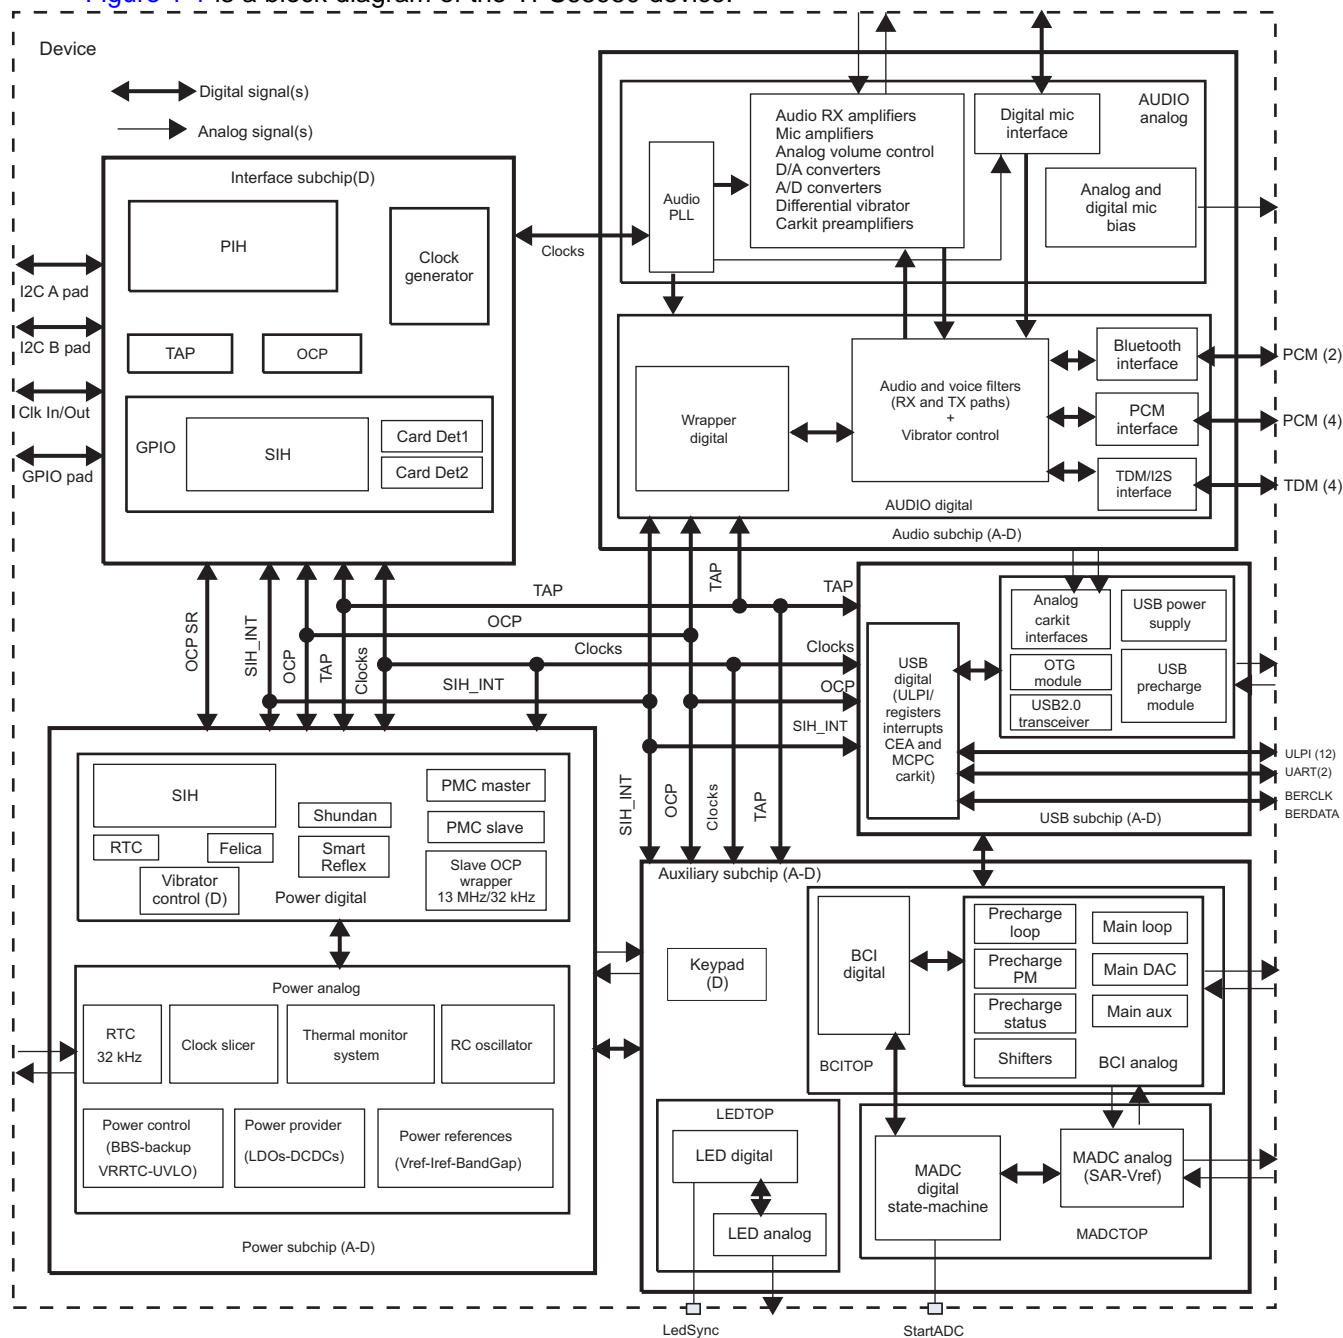 Figure 1-1 is a block diagram of the TPS65950 device.
Device
Digital signal(s)
Analog signal(s)
Interface subchip(D)
PIH
Clock
generator
TAP
OCP
GPIO
SIH
Card Det1
Card Det2
I2C A pad
I2C B pad
Clk In/Out
GPIO pad
Clocks
AUDIO
analog
Audio
PLL
Audio RX amplifiers
Mic amplifiers
Analog volume control
D/A converters
A/D converters
Differential vibrator
Carkit preamplifiers
Digital mic
interface
Analog and
digital mic
bias
Wrapper
digital
Audio and voice filters
(RX and TX paths)
+
Vibrator control
Bluetooth
interface
PCM
interface
TDM/I2S
interface
AUDIO digital
Audio subchip (A-D)
PCM (2)
PCM (4)
TDM (4)
OCP SR
SIH_INT
OCP
TAP
Clocks
TAP
OCP
Clocks
SIH_INT
TAP
TAP
Clocks
OCP
SIH_INT
SIH_INT
OCP
Clocks
TAP
USB
digital
(ULPI/
registers
interrupts
CEA and
MCPC
carkit)
Analog
carkit
interfaces
OTG
module
USB2.0
transceiver
USB power
supply
USB
precharge
module
USB subchip (A-D)
ULPI (12)
UART(2)
BERCLK
BERDATA
SIH
RTC
Felica
Vibrator
control (D)
Shundan
Smart
Reflex
PMC master
PMC slave
Slave OCP
wrapper
13 MHz/32 kHz
Power digital
Power analog
RTC
32 kHz
Clock slicer
Thermal monitor
system
RC oscillator
Power control
(BBS-backup
VRRTC-UVLO)
Power provider
(LDOs-DCDCs)
Power references
(Vref-Iref-BandGap)
Power subchip (A-D)
Auxiliary subchip (A-D)
Keypad
(D)
BCI
digital
BCITOP
Precharge
loop
Precharge
PM
Precharge
status
Shifters
Main loop
Main DAC
Main aux
BCI analog
LEDTOP
LED digital
LED analog
MADC
digital
state-machine
MADC analog
(SAR-Vref)
MADCTOP
LedSync
StartADC